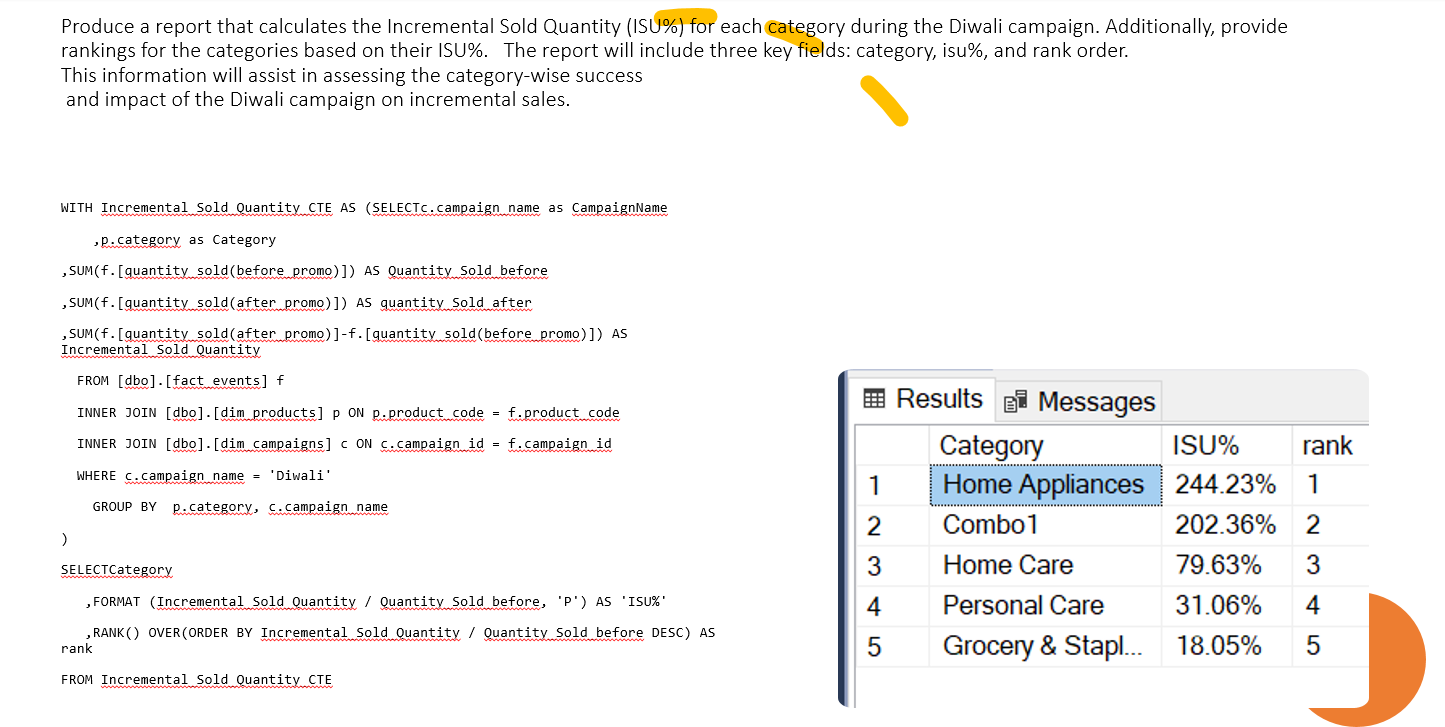 Produce a report that calculates the Incremental Sold Quantity (ISU%) for each category during the Diwali campaign. Additionally, provide
rankings for the categories based on their ISU%.   The report will include three key fields: category, isu%, and rank order.
This information will assist in assessing the category-wise success
and impact of the Diwali campaign on incremental sales.
WITH Incremental_Sold_Quantity_CTE AS (SELECTc.campaign_name as CampaignName
,p.category as Category
,SUM(f.[quantity_sold(before_promo)]) AS Quantity_Sold_before
,SUM(f.[quantity_sold(after_promo)]) AS quantity_Sold_after
,SUM(f.[quantity_sold(after_promo)]-f.[quantity_sold(before_promo)]) AS
Incremental_Sold_Quantity
FROM [dbo].[fact_events] f
INNER JOIN [dbo].[dim_products] p ON p.product_code = f.product_code
INNER JOIN [dbo].[dim_campaigns] c ON c.campaign_id = f.campaign_id
WHERE c.campaign_name = 'Diwali'
GROUP BY  p.category, c.campaign_name
)
SELECTCategory
,FORMAT (Incremental_Sold_Quantity / Quantity_Sold_before, 'P') AS 'ISU%'
,RANK() OVER(ORDER BY Incremental_Sold_Quantity / Quantity_Sold_before DESC) AS
rank
FROM Incremental_Sold_Quantity_CTE
Results Messages
Category ISU% rank
1 Home Appliances 244.23% 1
2 Combo1 202.36% 2
3 Home Care 79.63% 3
4 Personal Care 31.06% 4
5 Grocery & Stapl... 18.05% 5